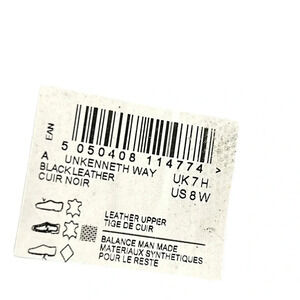 EAN
5 050408 114774 >
A UNKENNETH WAY UK 7 H
BLACK LEATHER US 8 W
CUIR NOIR
LEATHER UPPER
TIGE DE CUIR
BALANCE MAN MADE
MATERIAUX SYNTHETIQUES
POUR LE RESTE